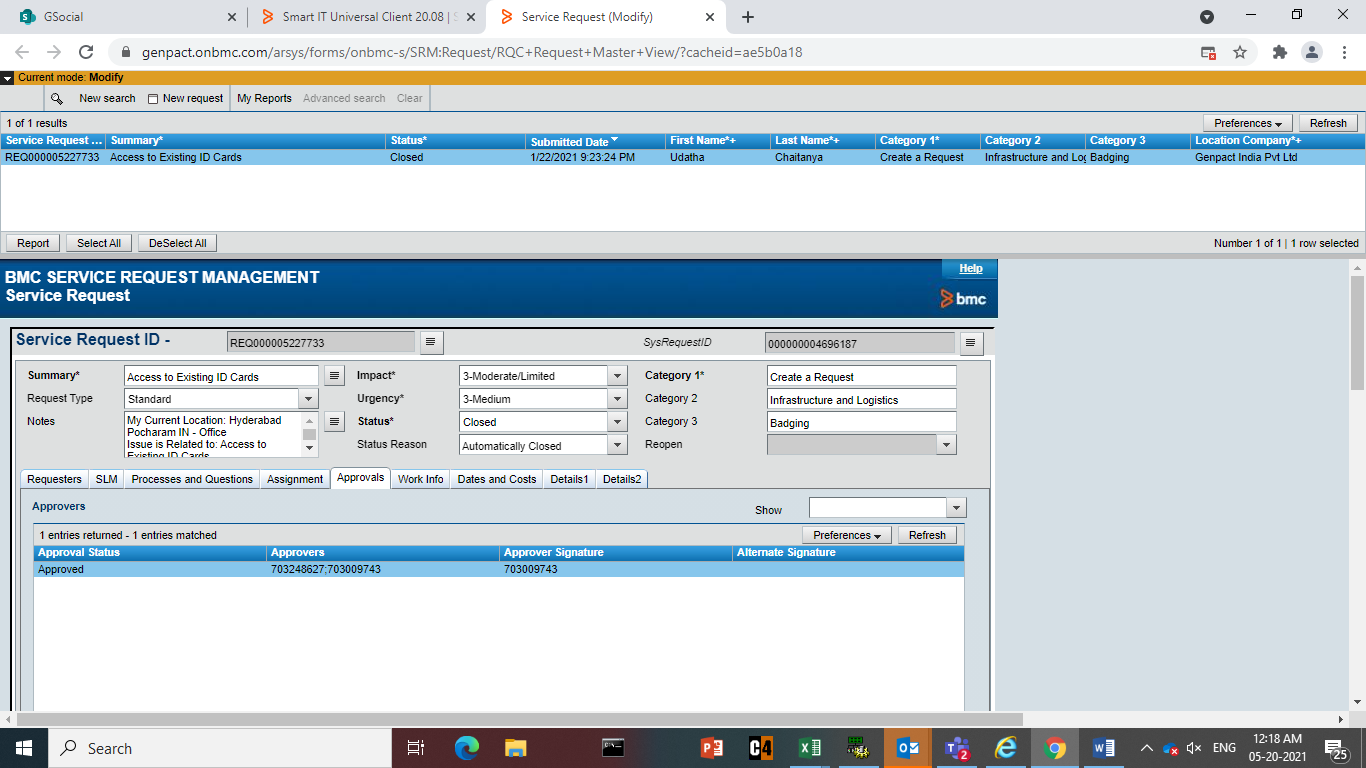 GSocial
Smart IT Universal Client 20.08 | S
Service Request (Modify)
genpact.onbmc.com/arsys/forms/onbmc-s/SRM:Request/RQC+Request+Master+View/?cacheid=ae5b0a18
Current mode: Modify
New search New request My Reports Advanced search Clear
1 of 1 results Preferences Refresh
Service Request ... Summary* Status* Submitted Date First Name*+ Last Name*+ Category 1* Category 2 Category 3 Location Company*+
REQ000005227733 Access to Existing ID Cards Closed 1/22/2021 9:23:24 PM Udatha Chaitanya Create a Request Infrastructure and Log Badging Genpact India Pvt Ltd
Report Select All DeSelect All Number 1 of 1 | 1 row selected
BMC SERVICE REQUEST MANAGEMENT Help
Service Request bmc
Service Request ID - REQ000005227733 SysRequestID 000000004696187
Summary* Access to Existing ID Cards Impact* 3-Moderate/Limited Category 1* Create a Request
Request Type Standard Urgency* 3-Medium Category 2 Infrastructure and Logistics
Notes My Current Location: Hyderabad Status* Closed Category 3 Badging
Pocharam IN - Office
Issue is Related to: Access to Status Reason Automatically Closed Reopen
Existing ID Cards
Requesters SLM Processes and Questions Assignment Approvals Work Info Dates and Costs Details1 Details2
Approvers Show
1 entries returned - 1 entries matched Preferences Refresh
Approval Status Approvers Approver Signature Alternate Signature
Approved 703248627;703009743 703009743
Search C4 2 ENG 12:18 AM
05-20-2021 25